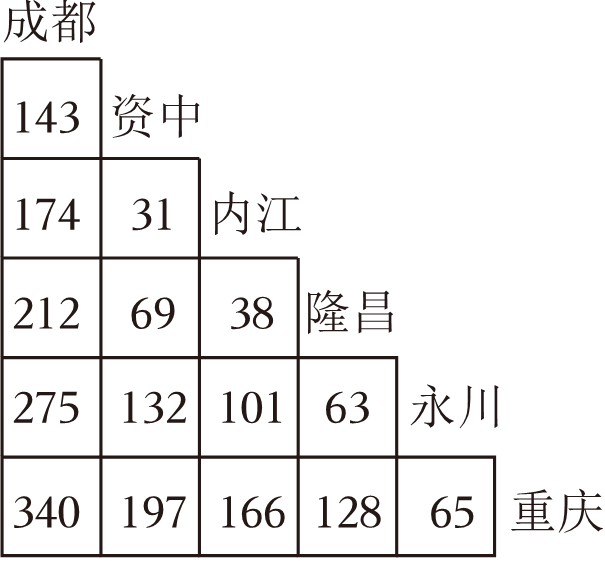 成都
143 资中
174 31 内江
212 69 38 隆昌
275 132 101 63 永川
340 197 166 128 65 重庆